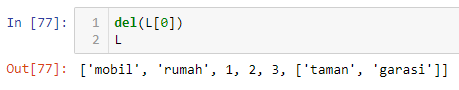 In [77]: 1 del(L[0])
2 L
Out[77]: ['mobil', 'rumah', 1, 2, 3, ['taman', 'garasi']]